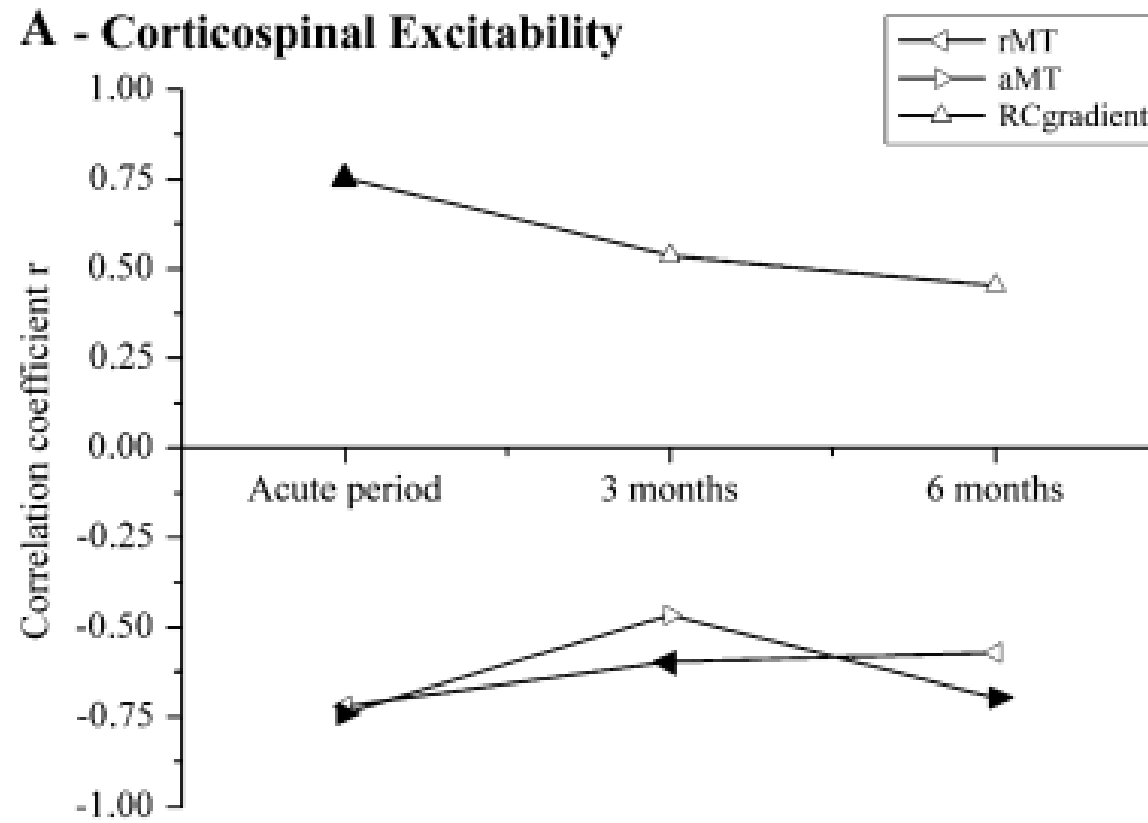 A - Corticospinal Excitability
rMT
aMT
RCgradient
1.00
0.75
0.50
0.25
0.00
-0.25
-0.50
-0.75
-1.00
Correlation coefficient r
Acute period
3 months
6 months